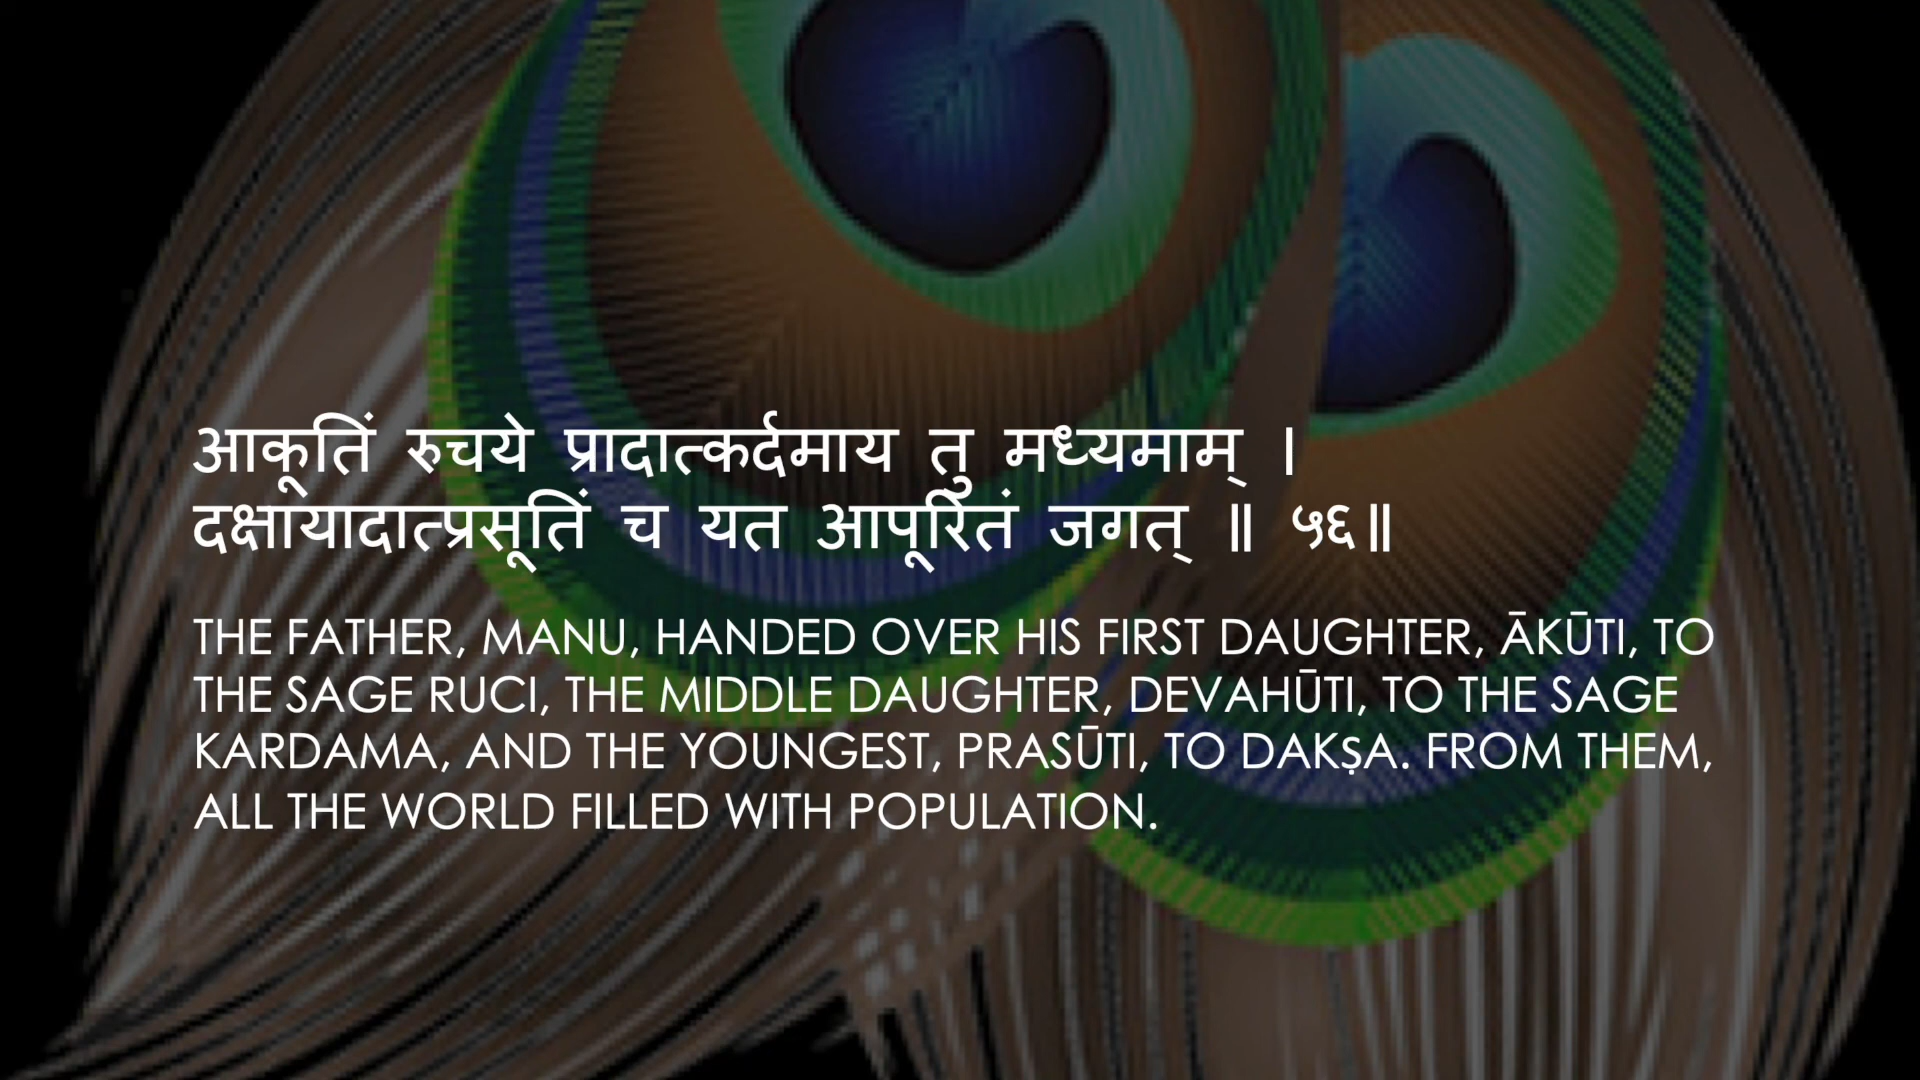 आकूतिं रुचये प्रादात्कर्दमाय तु मध्यमाम् ।
दक्षायादात्प्रसूतिं च यत आपूरितं जगत् ॥ ५६॥
THE FATHER, MANU, HANDED OVER HIS FIRST DAUGHTER, ĀKŪTI, TO
THE SAGE RUCI, THE MIDDLE DAUGHTER, DEVAHŪTI, TO THE SAGE
KARDAMA, AND THE YOUNGEST, PRASŪTI, TO DAKṣA. FROM THEM,
ALL THE WORLD FILLED WITH POPULATION.